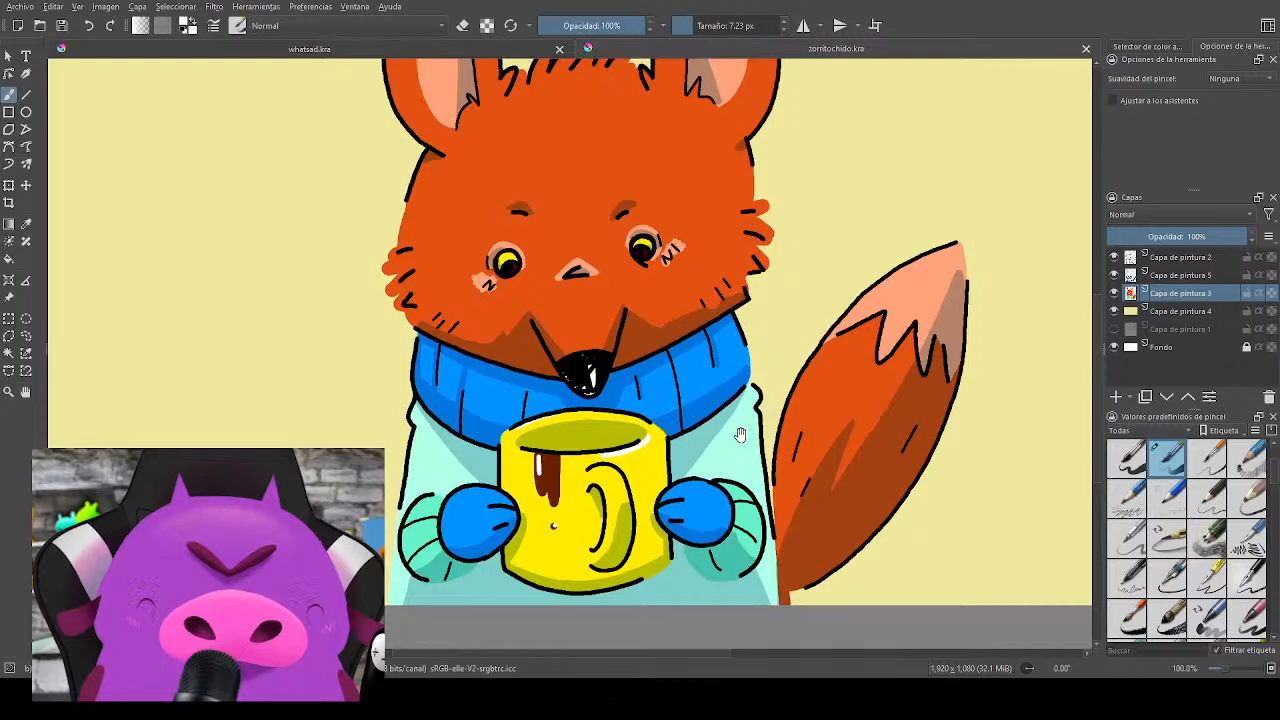 Archivo Editar Ver Imagen Capa Seleccionar Filtro Herramientas Preferencias Ventana Ayuda
Normal Opacidad: 100% Tamaño: 7.23 px
whatsad.kra zorritochido.kra
Selector de color a... Opciones de la her...
Opciones de la herramienta
Suavidad del pincel: Ninguna
Ajustar a los asistentes
Capas
Normal
Opacidad: 100%
Capa de pintura 2
Capa de pintura 5
Capa de pintura 3
Capa de pintura 4
Capa de pintura 1
Fondo
Valores predefinidos de pincel
Todas Etiqueta
Buscar Filtrar etiqueta
bits/canal) sRGB-elle-V2-srgbtrc.icc 1,920 x 1,080 (32.1 MiB) 0.00° 100.0%